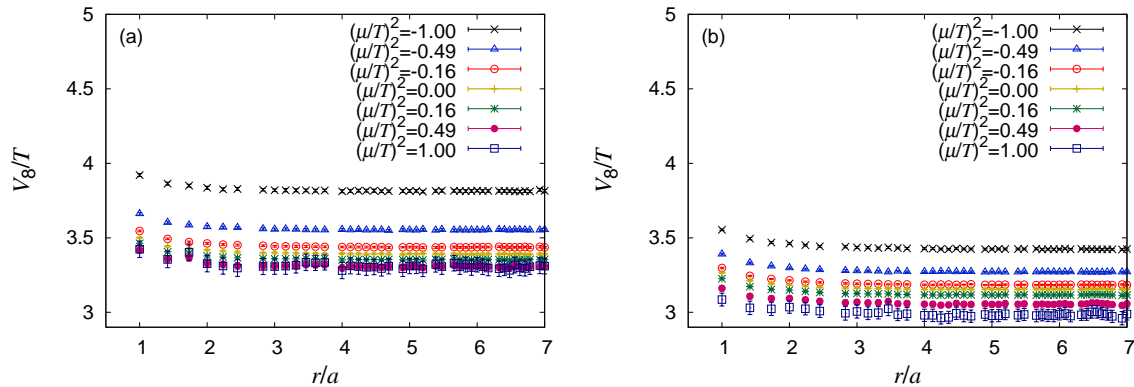 (a)
(μ/T)²=-1.00
(μ/T)²=-0.49
(μ/T)²=-0.16
(μ/T)²=0.00
(μ/T)²=0.16
(μ/T)²=0.49
(μ/T)²=1.00
5
4.5
4
3.5
3
V₈/T
1 2 3 4 5 6 7
r/a
(b)
(μ/T)²=-1.00
(μ/T)²=-0.49
(μ/T)²=-0.16
(μ/T)²=0.00
(μ/T)²=0.16
(μ/T)²=0.49
(μ/T)²=1.00
5
4.5
4
3.5
3
V₈/T
1 2 3 4 5 6 7
r/a